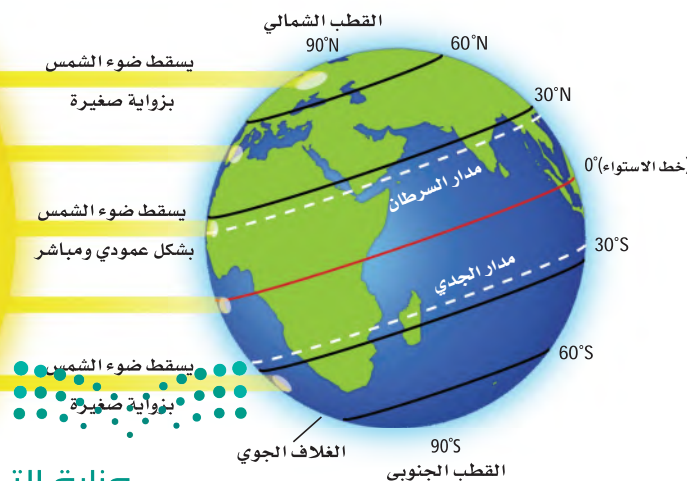 القطب الشمالي
90°N
60°N
يسقط ضوء الشمس
بزواية صغيرة
30°N
0°(خط الاستواء)
مدار السرطان
يسقط ضوء الشمس
بشكل عمودي ومباشر
30°S
مدار الجدي
60°S
يسقط ضوء الشمس
بزواية صغيرة
الغلاف الجوي
90°S
القطب الجنوبي